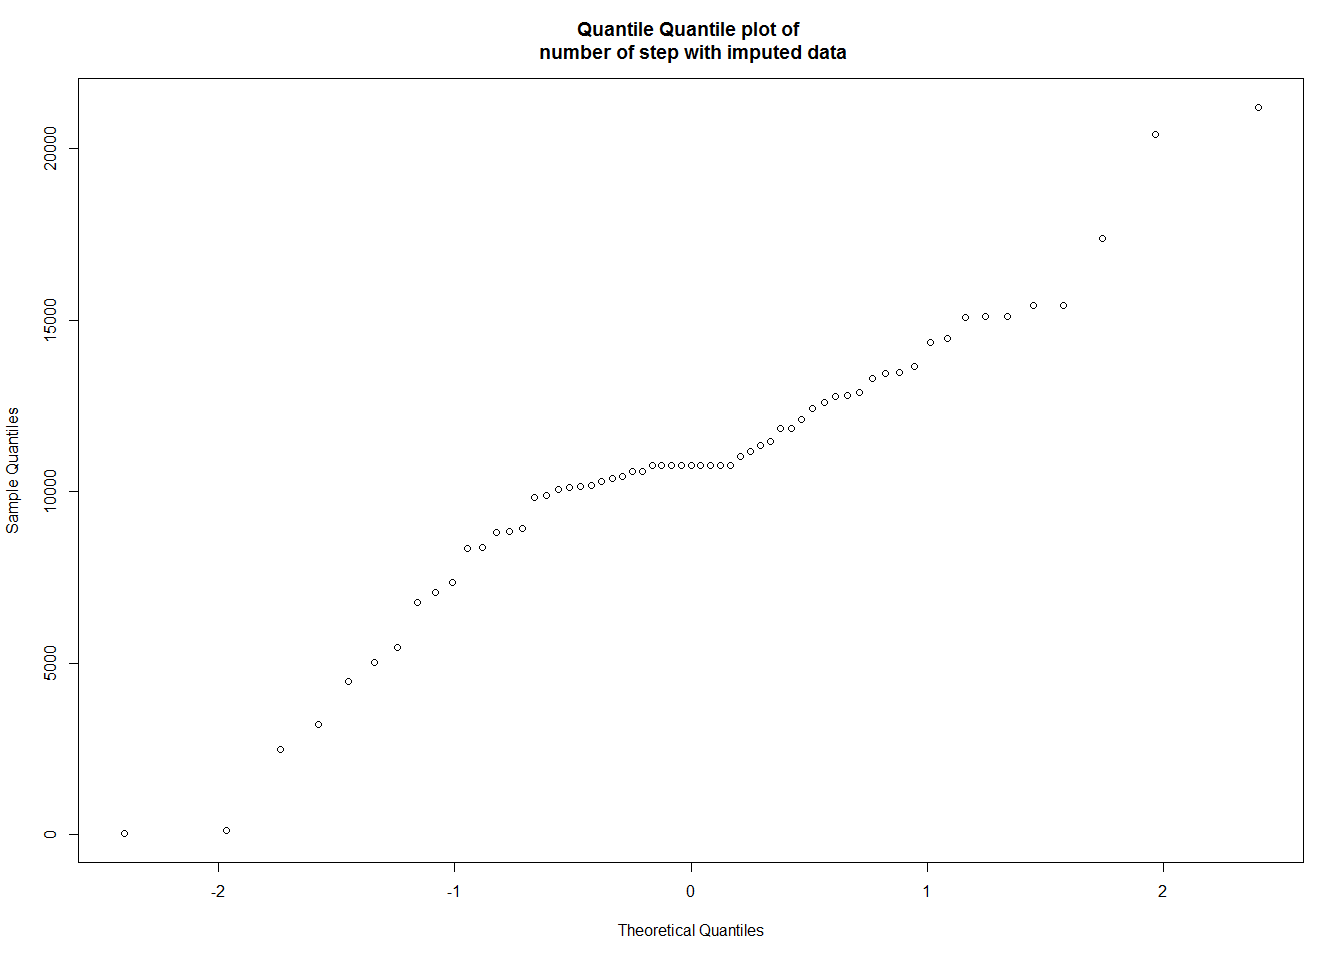 Quantile Quantile plot of
number of step with imputed data
Sample Quantiles
20000
15000
10000
5000
0
-2 -1 0 1 2
Theoretical Quantiles